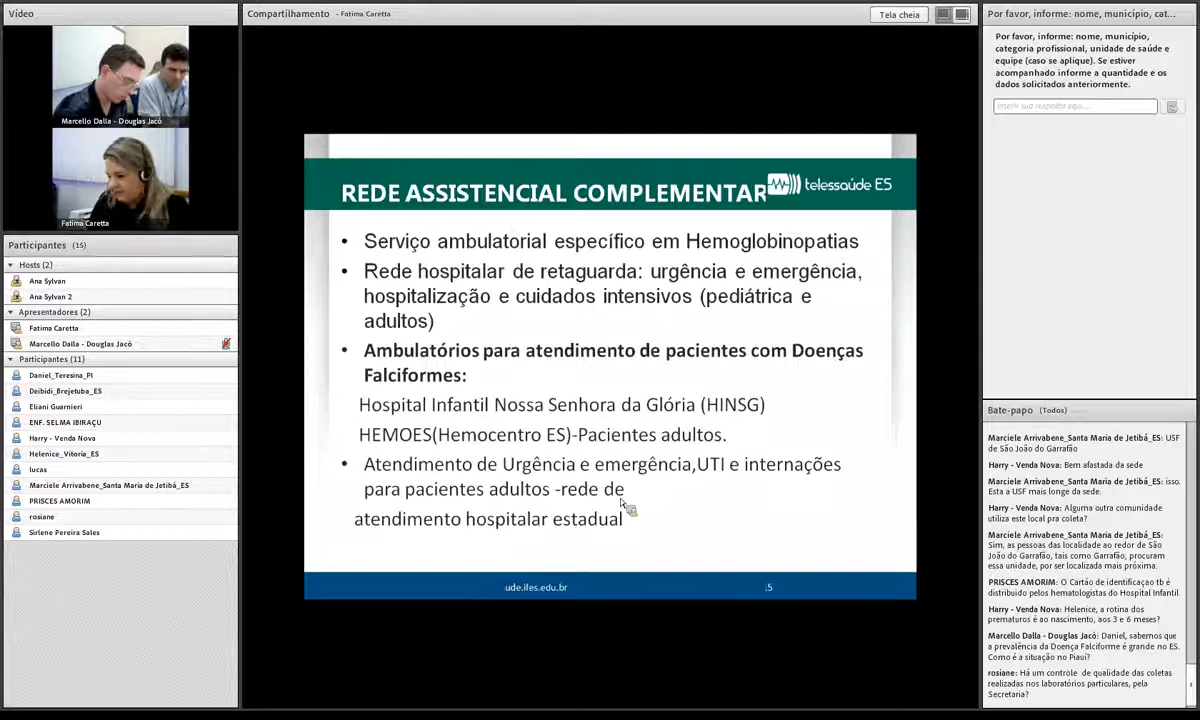 Vídeo
Marcello Dalla - Douglas Jacó
Fatima Caretta
Participantes (15)
Hosts (2)
Ana Sylvan
Ana Sylvan 2
Apresentadores (2)
Fatima Caretta
Marcello Dalla - Douglas Jacó
Participantes (11)
Daniel_Teresina_PI
Deibidi_Brejetuba_ES
Eliani Guarnieri
ENF. SELMA IBIRAÇU
Harry - Venda Nova
Helenice_Vitoria_ES
lucas
Marciele Arrivabene_Santa Maria de Jetibá_ES
PRISCES AMORIM
rosiane
Sirlene Pereira Sales
Compartilhamento - Fatima Caretta
Tela cheia
REDE ASSISTENCIAL COMPLEMENTAR
telessaúde ES
• Serviço ambulatorial específico em Hemoglobinopatias
• Rede hospitalar de retaguarda: urgência e emergência,
hospitalização e cuidados intensivos (pediátrica e
adultos)
• Ambulatórios para atendimento de pacientes com Doenças
Falciformes:
Hospital Infantil Nossa Senhora da Glória (HINSG)
HEMOES(Hemocentro ES)-Pacientes adultos.
• Atendimento de Urgência e emergência,UTI e internações
para pacientes adultos -rede de
atendimento hospitalar estadual
ude.ifes.edu.br
:5
Por favor, informe: nome, município, cat...
Por favor, informe: nome, município,
categoria profissional, unidade de saúde e
equipe (caso se aplique). Se estiver
acompanhado informe a quantidade e os
dados solicitados anteriormente.
Inserir sua resposta aqui...
Bate-papo (Todos)
Marciele Arrivabene_Santa Maria de Jetibá_ES: USF
de São João do Garrafão
Harry - Venda Nova: Bem afastada da sede
Marciele Arrivabene_Santa Maria de Jetibá_ES: isso.
Esta a USF mais longe da sede.
Harry - Venda Nova: Alguma outra comunidade
utiliza este local pra coleta?
Marciele Arrivabene_Santa Maria de Jetibá_ES:
Sim, as pessoas das localidade ao redor de São
João do Garrafão, tais como Garrafão, procuram
essa unidade, por ser localizada mais próxima.
PRISCES AMORIM: O Cartão de identificaçao tb é
distribuido pelos hematologistas do Hospital Infantil
Harry - Venda Nova: Helenice, a rotina dos
prematuros é ao nascimento, aos 3 e 6 meses?
Marcello Dalla - Douglas Jacó: Daniel, sabemos que
a prevalência da Doença Falciforme é grande no ES.
Como é a situação no Piauí?
rosiane: Há um controle de qualidade das coletas
realizadas nos laboratórios particulares, pela
Secretaria?